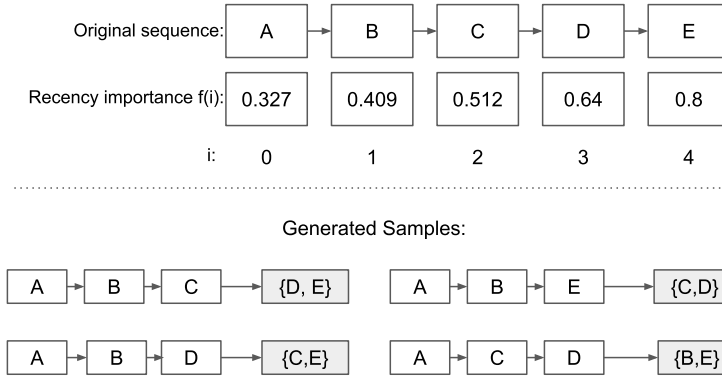 Original sequence: A B C D E
Recency importance f(i): 0.327 0.409 0.512 0.64 0.8
i: 0 1 2 3 4
Generated Samples:
A B C {D, E} A B E {C,D}
A B D {C,E} A C D {B,E}